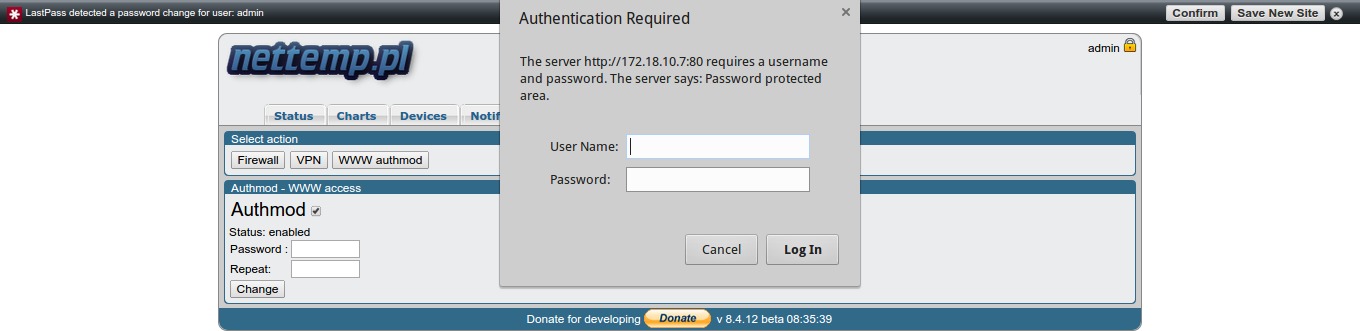 LastPass detected a password change for user: admin
Confirm
Save New Site
nettemp.pl
admin
Status
Charts
Devices
Notif
Select action
Firewall
VPN
WWW authmod
Authmod - WWW access
Authmod
Status: enabled
Password :
Repeat:
Change
Authentication Required
The server http://172.18.10.7:80 requires a username
and password. The server says: Password protected
area.
User Name:
Password:
Cancel
Log In
Donate for developing Donate v 8.4.12 beta 08:35:39